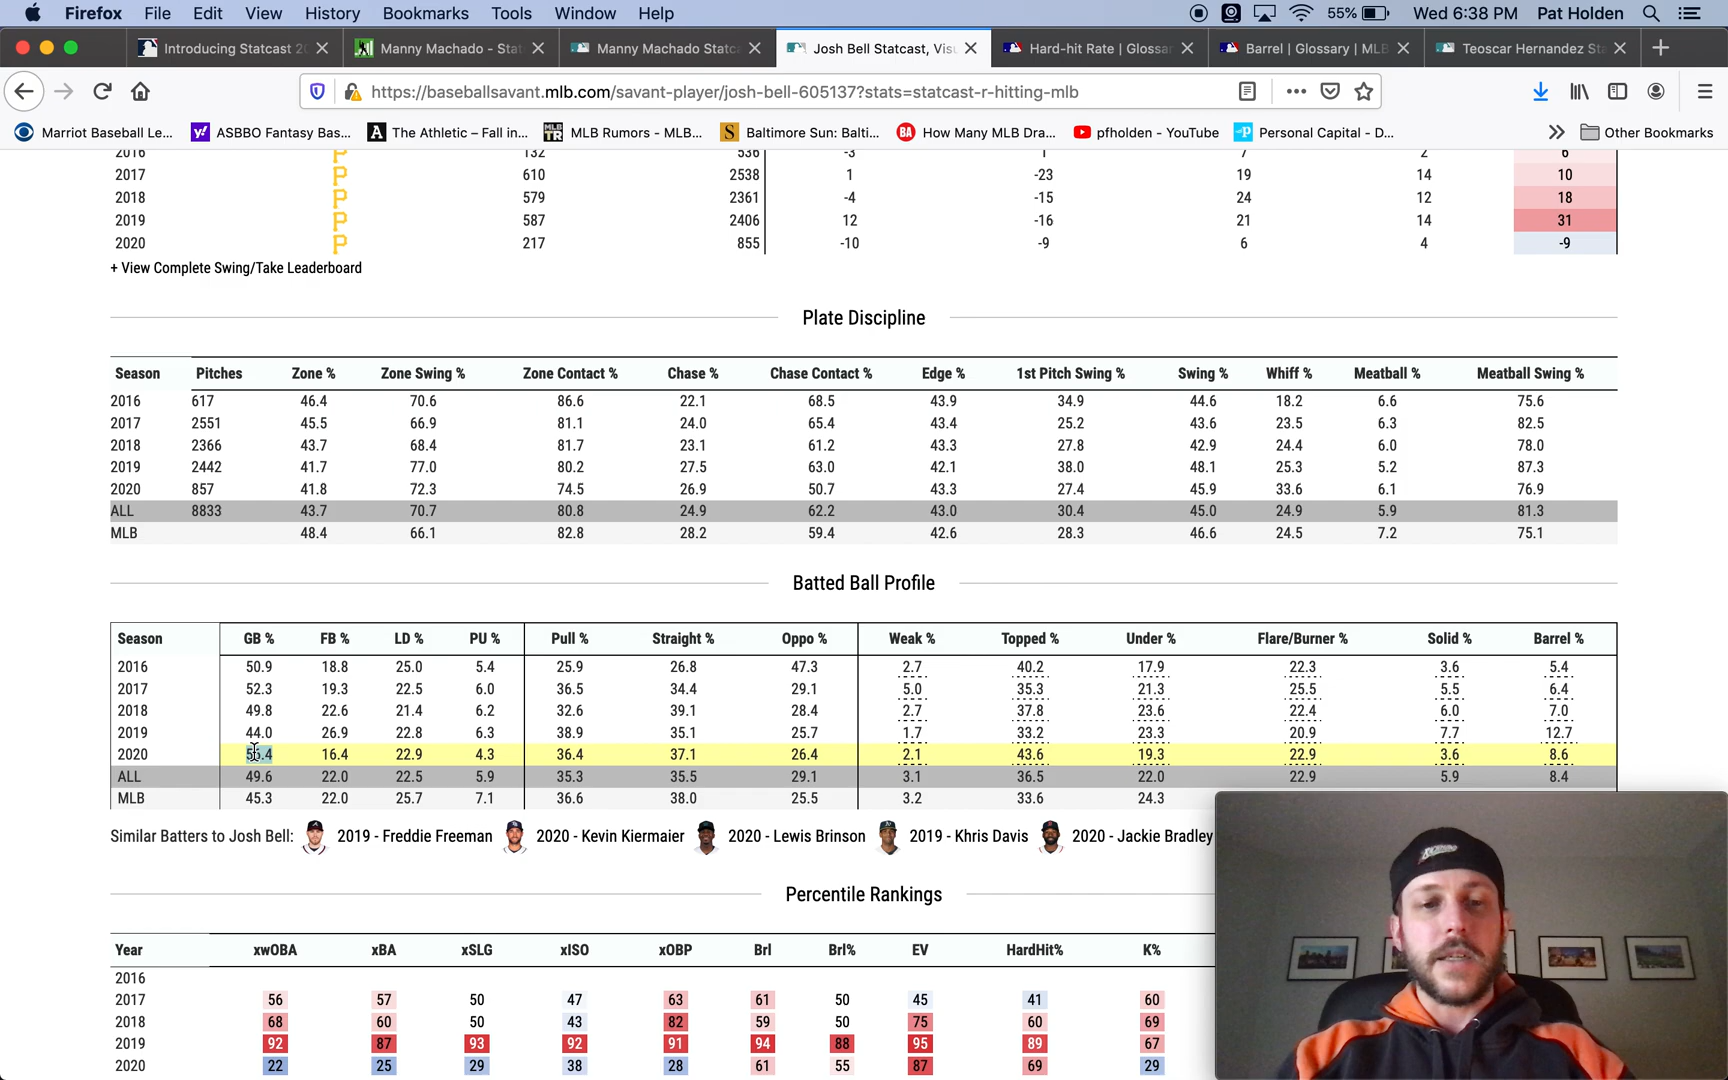 Firefox File Edit View History Bookmarks Tools Window Help 55% Wed 6:38 PM Pat Holden
Introducing Statcast 20 Manny Machado - Stat Manny Machado Statca Josh Bell Statcast, Visu Hard-hit Rate | Glossar Barrel | Glossary | MLB Teoscar Hernandez Sta
https://baseballsavant.mlb.com/savant-player/josh-bell-605137?stats=statcast-r-hitting-mlb
Marriot Baseball Le... ASBBO Fantasy Bas... The Athletic – Fall in... MLB Rumors - MLB... Baltimore Sun: Balti... How Many MLB Dra... pfholden - YouTube Personal Capital - D... Other Bookmarks
2016 132 536 -3 1 7 2 6
2017 610 2538 1 -23 19 14 10
2018 579 2361 -4 -15 24 12 18
2019 587 2406 12 -16 21 14 31
2020 217 855 -10 -9 6 4 -9
+ View Complete Swing/Take Leaderboard
Plate Discipline
Season Pitches Zone % Zone Swing % Zone Contact % Chase % Chase Contact % Edge % 1st Pitch Swing % Swing % Whiff % Meatball % Meatball Swing %
2016 617 46.4 70.6 86.6 22.1 68.5 43.9 34.9 44.6 18.2 6.6 75.6
2017 2551 45.5 66.9 81.1 24.0 65.4 43.4 25.2 43.6 23.5 6.3 82.5
2018 2366 43.7 68.4 81.7 23.1 61.2 43.3 27.8 42.9 24.4 6.0 78.0
2019 2442 41.7 77.0 80.2 27.5 63.0 42.1 38.0 48.1 25.3 5.2 87.3
2020 857 41.8 72.3 74.5 26.9 50.7 43.3 27.4 45.9 33.6 6.1 76.9
ALL 8833 43.7 70.7 80.8 24.9 62.2 43.0 30.4 45.0 24.9 5.9 81.3
MLB 48.4 66.1 82.8 28.2 59.4 42.6 28.3 46.6 24.5 7.2 75.1
Batted Ball Profile
Season GB % FB % LD % PU % Pull % Straight % Oppo % Weak % Topped % Under % Flare/Burner % Solid % Barrel %
2016 50.9 18.8 25.0 5.4 25.9 26.8 47.3 2.7 40.2 17.9 22.3 3.6 5.4
2017 52.3 19.3 22.5 6.0 36.5 34.4 29.1 5.0 35.3 21.3 25.5 5.5 6.4
2018 49.8 22.6 21.4 6.2 32.6 39.1 28.4 2.7 37.8 23.6 22.4 6.0 7.0
2019 44.0 26.9 22.8 6.3 38.9 35.1 25.7 1.7 33.2 23.3 20.9 7.7 12.7
2020 56.4 16.4 22.9 4.3 36.4 37.1 26.4 2.1 43.6 19.3 22.9 3.6 8.6
ALL 49.6 22.0 22.5 5.9 35.3 35.5 29.1 3.1 36.5 22.0 22.9 5.9 8.4
MLB 45.3 22.0 25.7 7.1 36.6 38.0 25.5 3.2 33.6 24.3
Similar Batters to Josh Bell: 2019 - Freddie Freeman 2020 - Kevin Kiermaier 2020 - Lewis Brinson 2019 - Khris Davis 2020 - Jackie Bradley
Percentile Rankings
Year xwOBA xBA xSLG xISO xOBP Brl Brl% EV HardHit% K%
2016
2017 56 57 50 47 63 61 50 45 41 60
2018 68 60 50 43 82 59 50 75 60 69
2019 92 87 93 92 91 94 88 95 89 67
2020 22 25 29 38 28 61 55 87 69 29